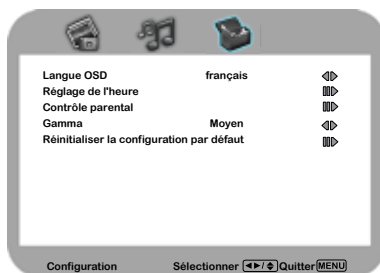 Langue OSD français
Réglage de l'heure
Contrôle parental
Gamma Moyen
Réinitialiser la configuration par défaut
Configuration Sélectionner ◄►/♦ Quitter MENU